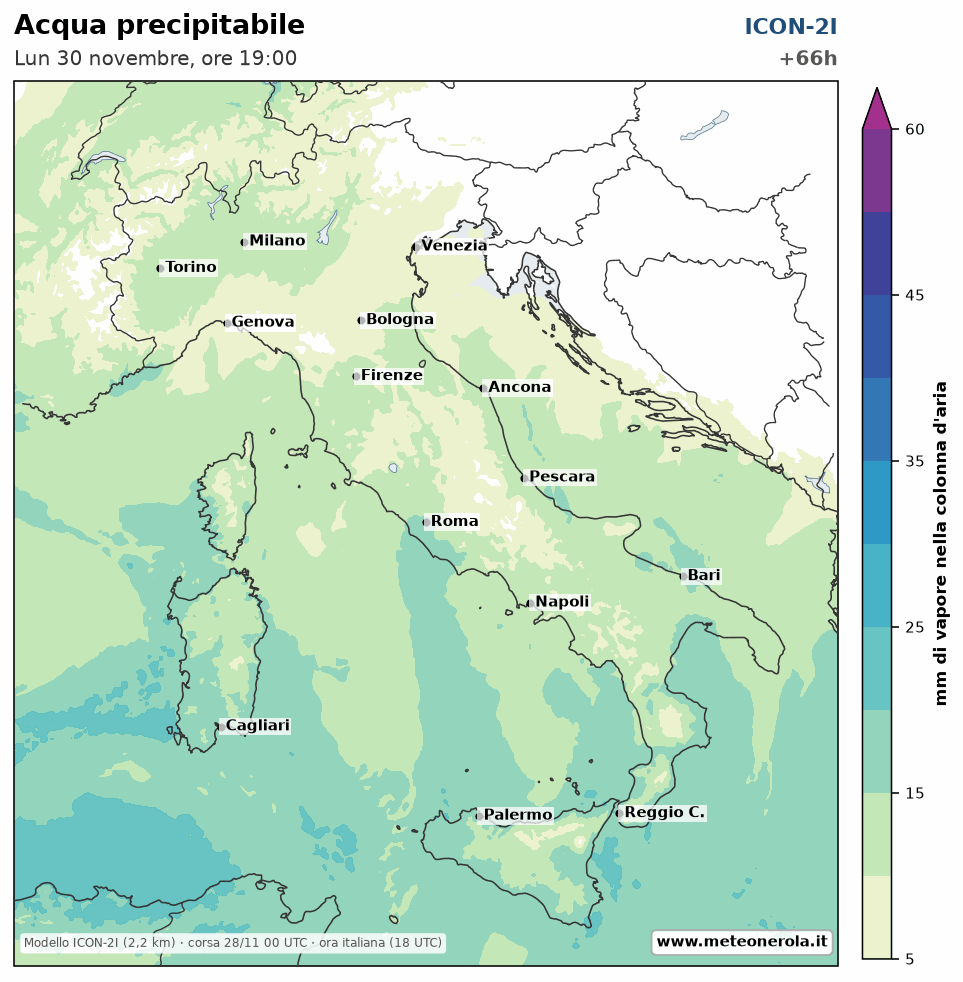 Acqua precipitabile
ICON-2I
Lun 30 novembre, ore 19:00
+66h
60
45
35
25
15
5
mm di vapore nella colonna d'aria
Venezia
Milano
Torino
Genova
Bologna
Firenze
Ancona
Pescara
Roma
Bari
Napoli
Cagliari
Palermo
Reggio C.
Modello ICON-2I (2,2 km) · corsa 28/11 00 UTC · ora italiana (18 UTC)
www.meteonerola.it